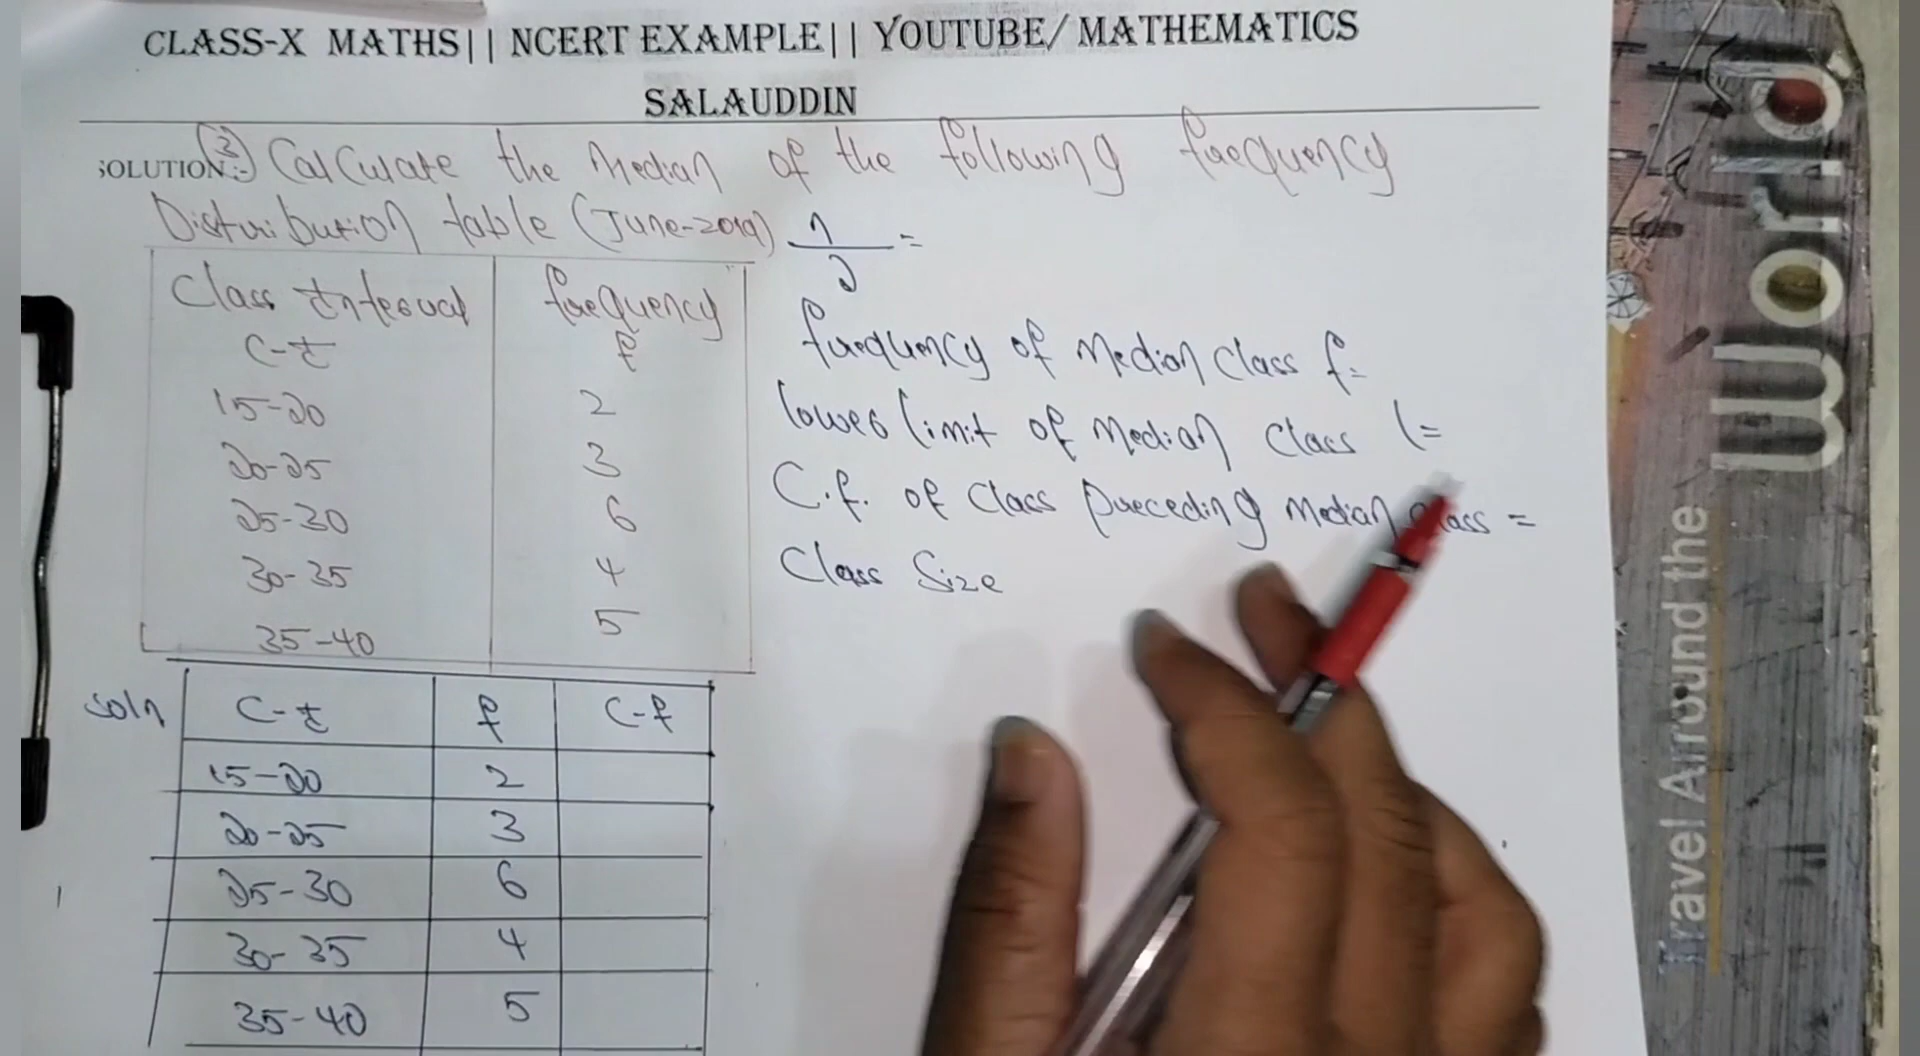 CLASS-X MATHS|| NCERT EXAMPLE|| YOUTUBE/ MATHEMATICS
SALAUDDIN
SOLUTION:-
(3) Calculate the Median of the following frequency
Distribution table (June-2019)
Class Interval frequency
C-I f
15-20 2
20-25 3
25-30 6
30-35 4
35-40 5
n/2 =
frequency of Median Class f=
lower limit of Median Class l=
C.f. of Class Preceding Median Class =
Class Size
Soln
C-I f C-f
15-20 2
20-25 3
25-30 6
30-35 4
35-40 5
World
Travel Arround the